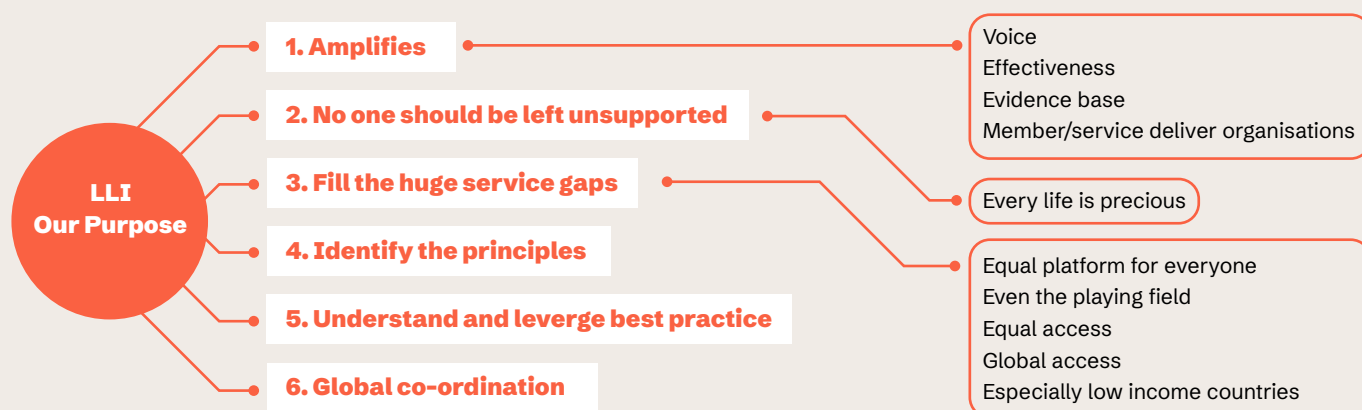 LLI
Our Purpose
1. Amplifies
2. No one should be left unsupported
3. Fill the huge service gaps
4. Identify the principles
5. Understand and leverge best practice
6. Global co-ordination
Voice
Effectiveness
Evidence base
Member/service deliver organisations
Every life is precious
Equal platform for everyone
Even the playing field
Equal access
Global access
Especially low income countries